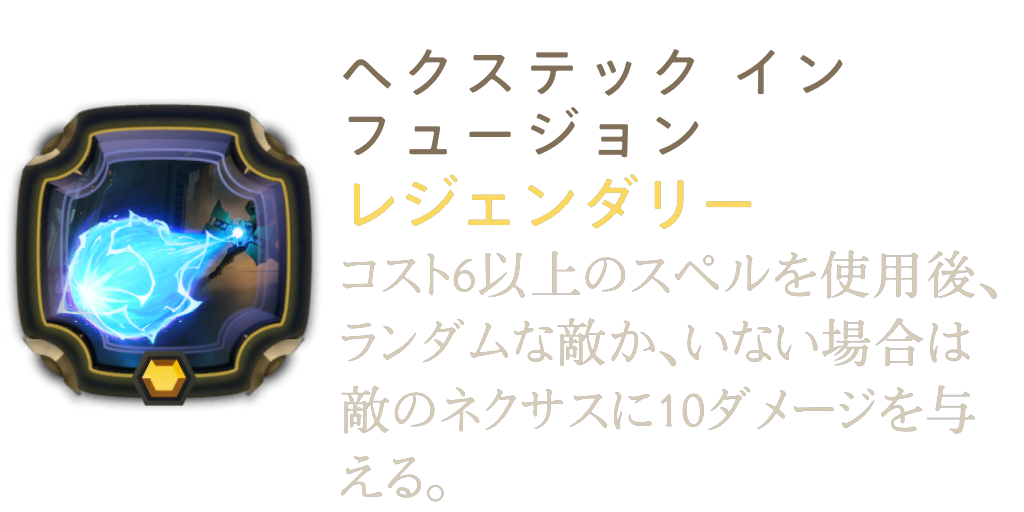 ヘクステック イン
フュージョン
レジェンダリー
コスト6以上のスペルを使用後、
ランダムな敵か、いない場合は
敵のネクサスに10ダメージを与
える。